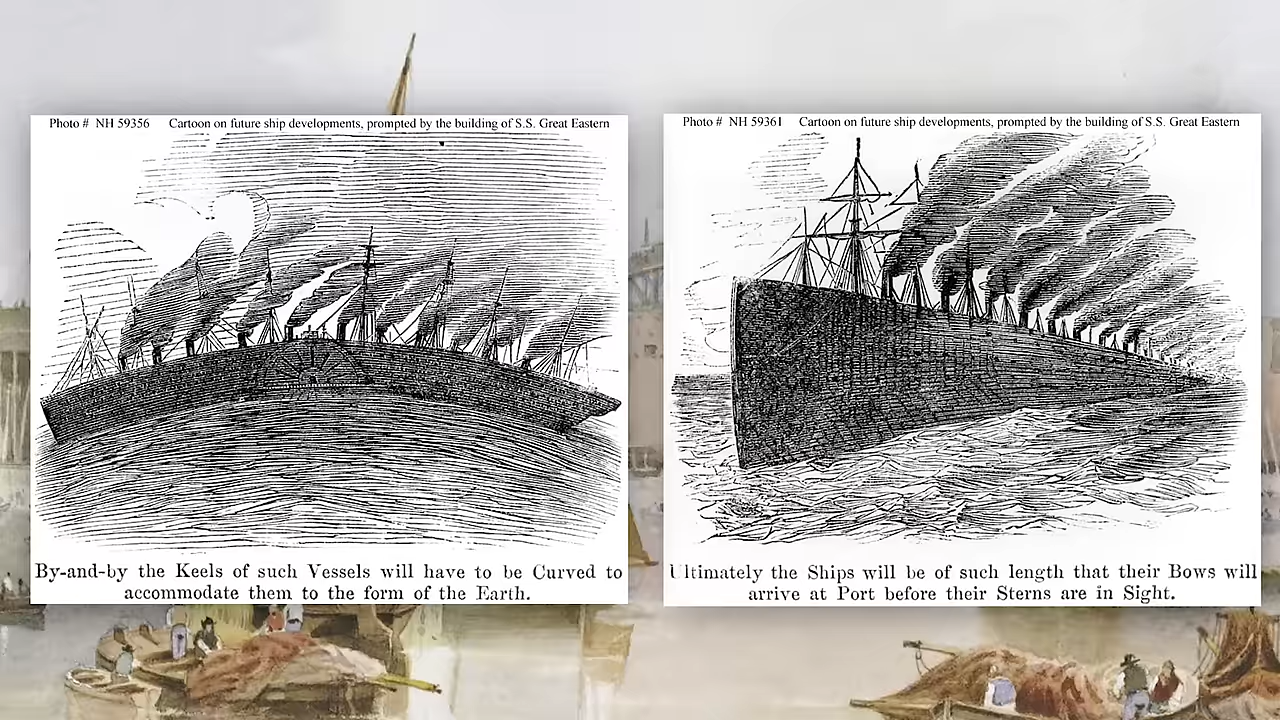 Photo # NH 59356 Cartoon on future ship developments, prompted by the building of S.S. Great Eastern
By-and-by the Keels of such Vessels will have to be Curved to
accommodate them to the form of the Earth.
Photo # NH 59361 Cartoon on future ship developments, prompted by the building of S.S. Great Eastern
Ultimately the Ships will be of such length that their Bows will
arrive at Port before their Sterns are in Sight.